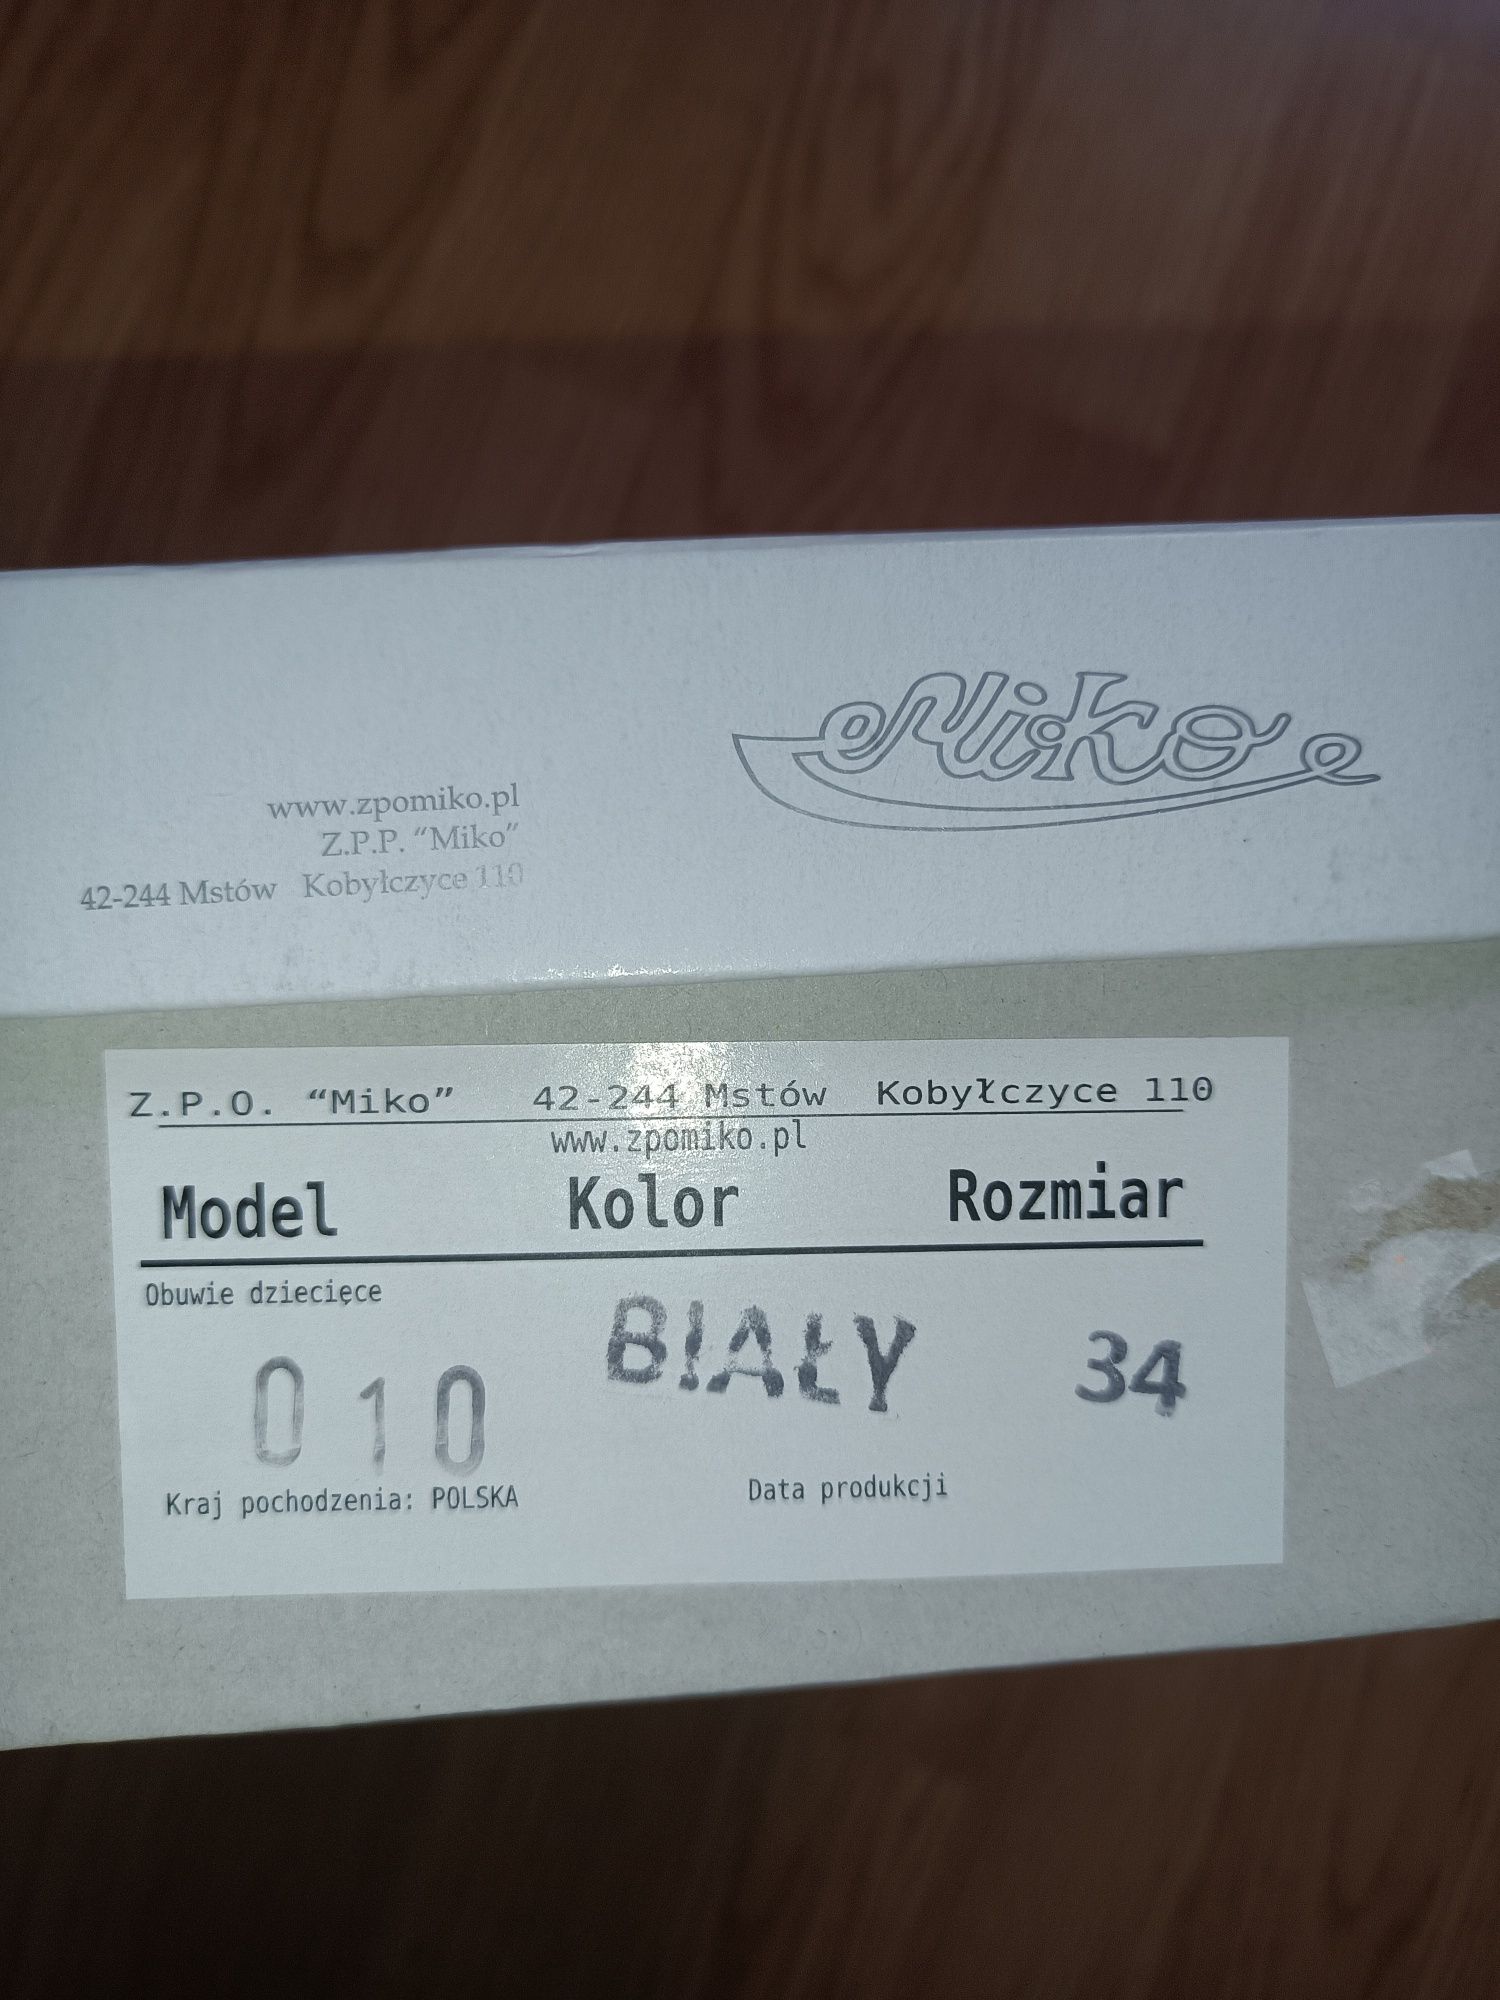 Miko
www.zpomiko.pl
Z.P.P. “Miko”
42-244 Mstów Kobyłczyce 110
Z.P.O. “Miko” 42-244 Mstów Kobyłczyce 110
www.zpomiko.pl
Model Kolor Rozmiar
Obuwie dziecięce
010 BIAŁY 34
Kraj pochodzenia: POLSKA Data produkcji